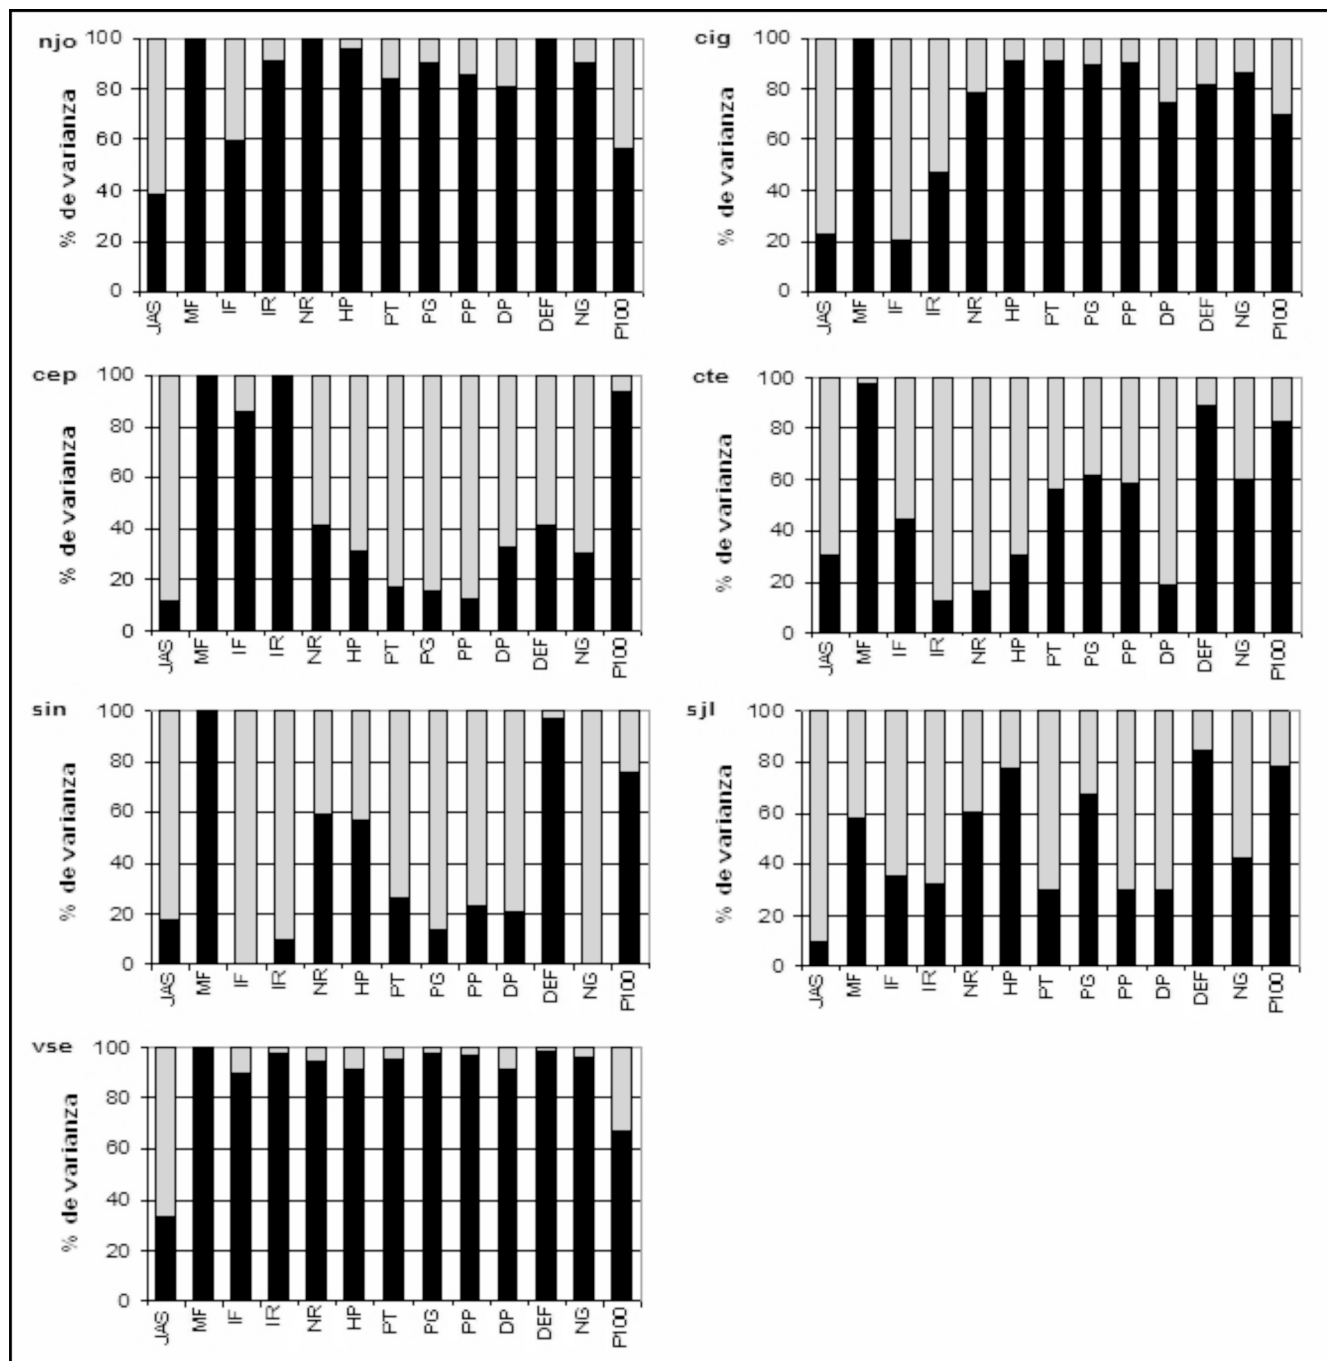 njo
% de varianza
100
80
60
40
20
0
JAS MF IF IR NR HP PT PG PP DP DEF NG P100
cig
% de varianza
100
80
60
40
20
0
JAS MF IF IR NR HP PT PG PP DP DEF NG P100
cep
% de varianza
100
80
60
40
20
0
JAS MF IF IR NR HP PT PG PP DP DEF NG P100
cte
% de varianza
100
80
60
40
20
0
JAS MF IF IR NR HP PT PG PP DP DEF NG P100
sin
% de varianza
100
80
60
40
20
0
JAS MF IF IR NR HP PT PG PP DP DEF NG P100
sjl
% de varianza
100
80
60
40
20
0
JAS MF IF IR NR HP PT PG PP DP DEF NG P100
vse
% de varianza
100
80
60
40
20
0
JAS MF IF IR NR HP PT PG PP DP DEF NG P100